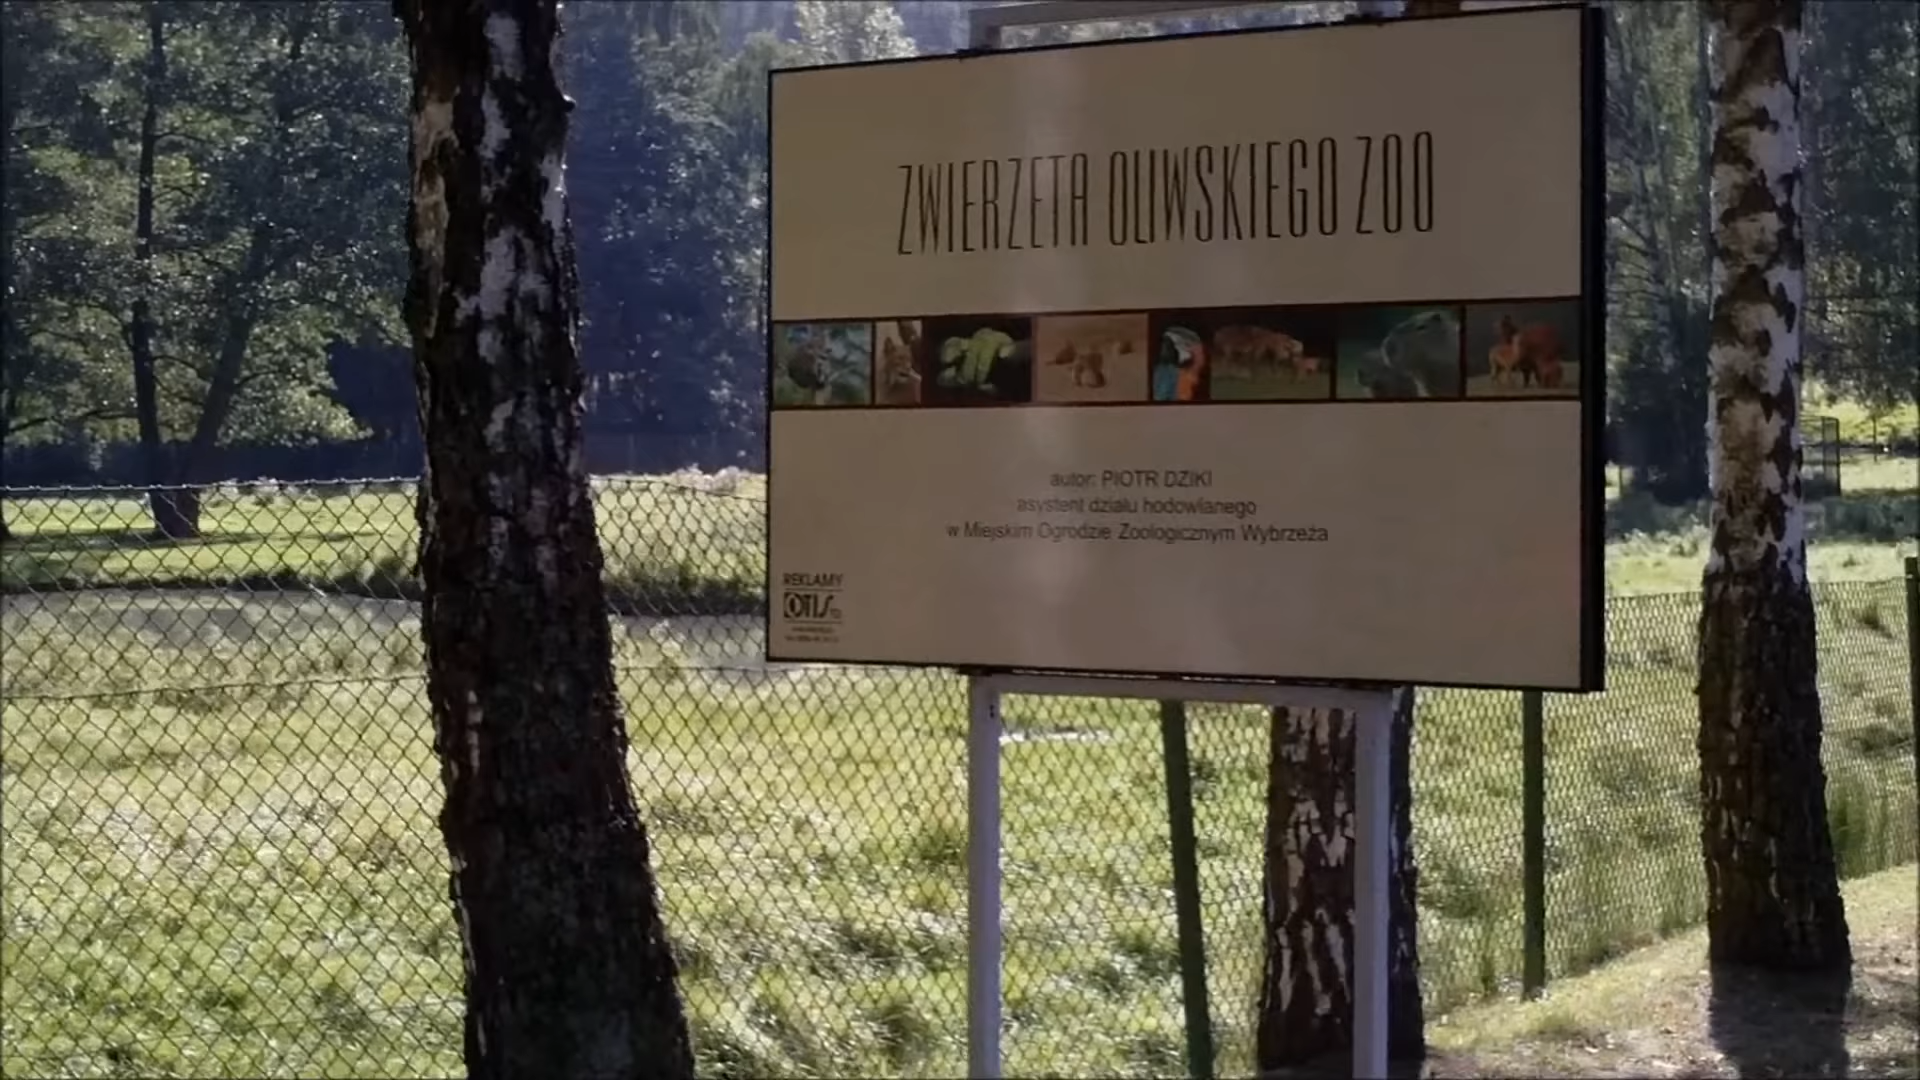 ZWIERZETA OLIWSKIEGO ZOO
autor: PIOTR DZIKI
asystent działu hodowlanego
w Miejskim Ogrodzie Zoologicznym Wybrzeża
REKLAMY
OTIS